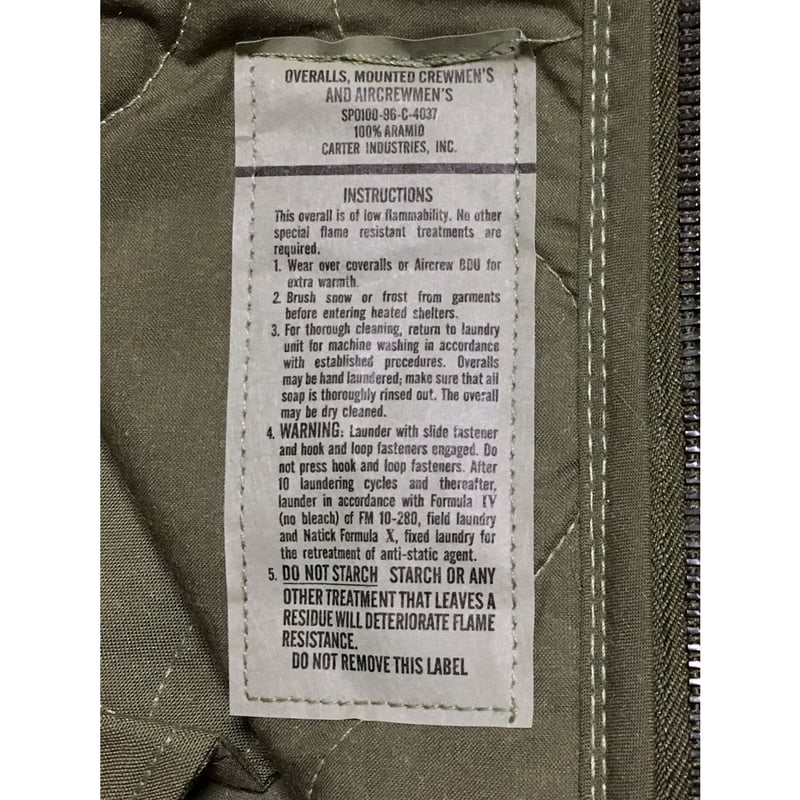 OVERALLS, MOUNTED CREWMEN'S
AND AIRCREWMEN'S
SPO100-96-C-4037
100% ARAMID
CARTER INDUSTRIES, INC.
INSTRUCTIONS
This overall is of low flammability. No other
special flame resistant treatments are
required.
1. Wear over coveralls or Aircrew BDU for
extra warmth.
2. Brush snow or frost from garments
before entering heated shelters.
3. For thorough cleaning, return to laundry
unit for machine washing in accordance
with established procedures. Overalls
may be hand laundered; make sure that all
soap is thoroughly rinsed out. The overall
may be dry cleaned.
4. WARNING: Launder with slide fastener
and hook and loop fasteners engaged. Do
not press hook and loop fasteners. After
10 laundering cycles and thereafter,
launder in accordance with Formula IV
(no bleach) of FM 10-280, field laundry
and Natick Formula X, fixed laundry for
the retreatment of anti-static agent.
5. DO NOT STARCH STARCH OR ANY
OTHER TREATMENT THAT LEAVES A
RESIDUE WILL DETERIORATE FLAME
RESISTANCE.
DO NOT REMOVE THIS LABEL